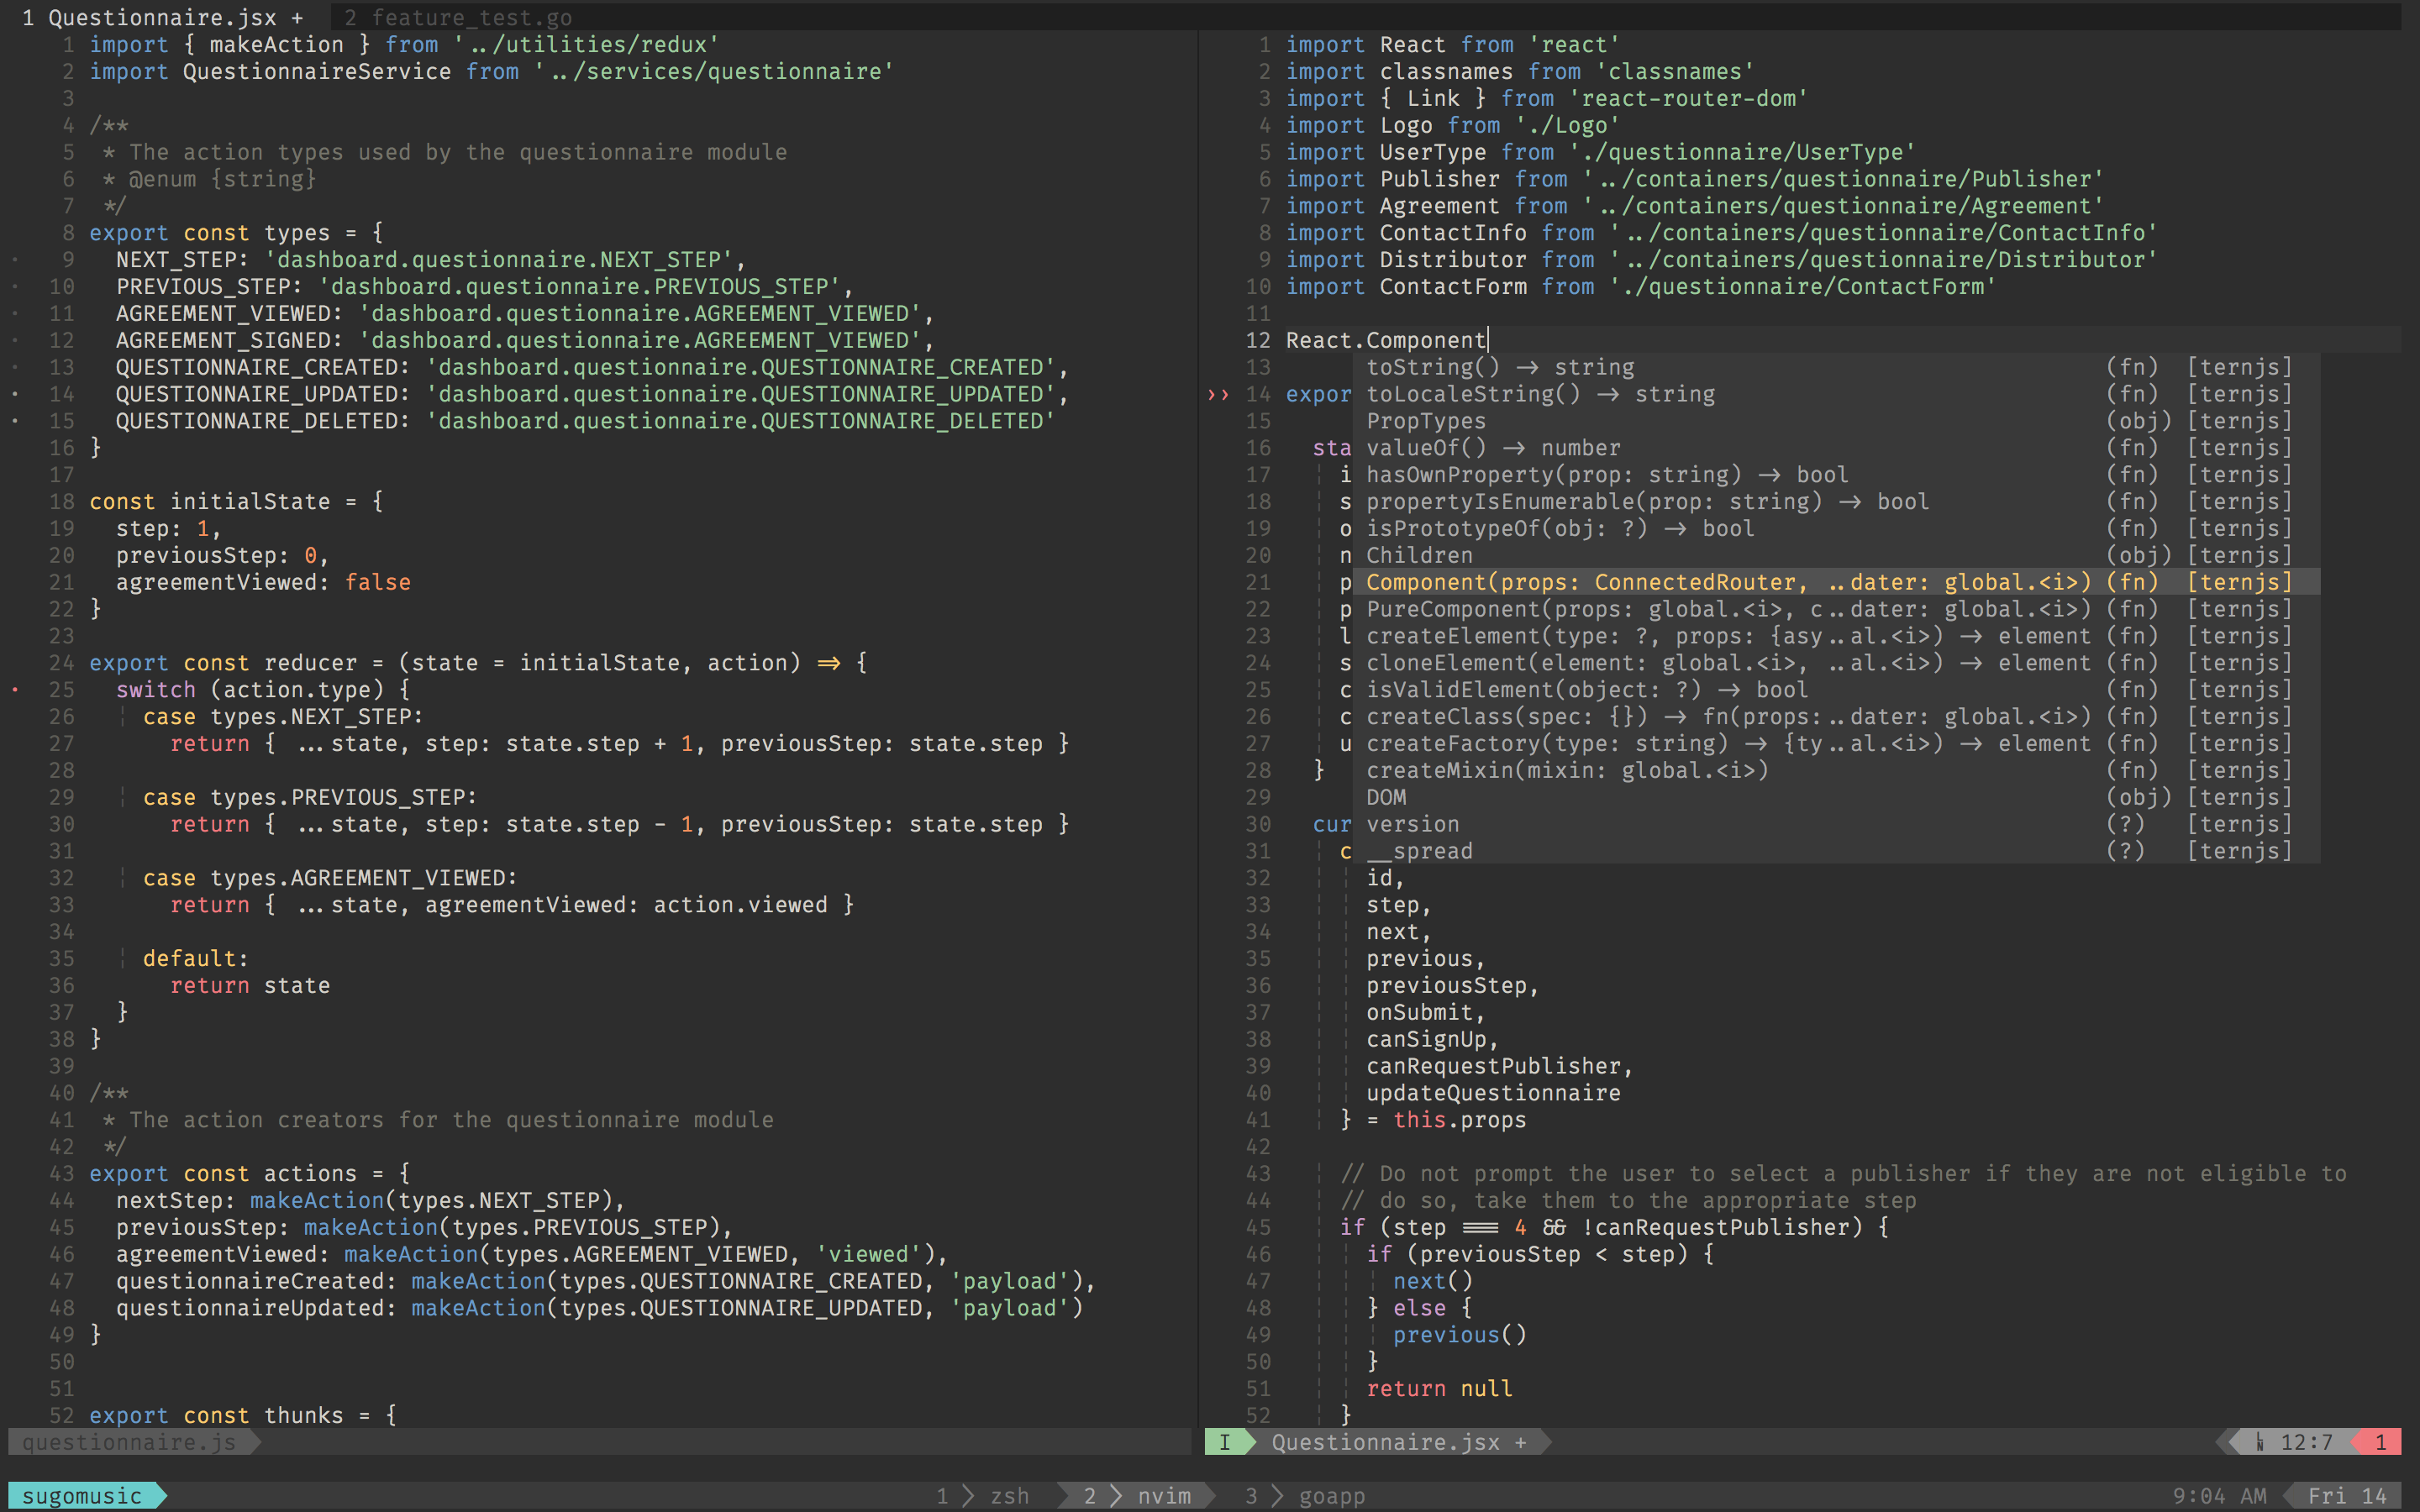 1 Questionnaire.jsx + 2 feature_test.go
1 import { makeAction } from '../utilities/redux'
2 import QuestionnaireService from '../services/questionnaire'
3
4 /**
5 * The action types used by the questionnaire module
6 * @enum {string}
7 */
8 export const types = {
9 NEXT_STEP: 'dashboard.questionnaire.NEXT_STEP',
10 PREVIOUS_STEP: 'dashboard.questionnaire.PREVIOUS_STEP',
11 AGREEMENT_VIEWED: 'dashboard.questionnaire.AGREEMENT_VIEWED',
12 AGREEMENT_SIGNED: 'dashboard.questionnaire.AGREEMENT_VIEWED',
13 QUESTIONNAIRE_CREATED: 'dashboard.questionnaire.QUESTIONNAIRE_CREATED',
14 QUESTIONNAIRE_UPDATED: 'dashboard.questionnaire.QUESTIONNAIRE_UPDATED',
15 QUESTIONNAIRE_DELETED: 'dashboard.questionnaire.QUESTIONNAIRE_DELETED'
16 }
17
18 const initialState = {
19 step: 1,
20 previousStep: 0,
21 agreementViewed: false
22 }
23
24 export const reducer = (state = initialState, action) => {
25 switch (action.type) {
26 case types.NEXT_STEP:
27 return { ...state, step: state.step + 1, previousStep: state.step }
28
29 case types.PREVIOUS_STEP:
30 return { ...state, step: state.step - 1, previousStep: state.step }
31
32 case types.AGREEMENT_VIEWED:
33 return { ...state, agreementViewed: action.viewed }
34
35 default:
36 return state
37 }
38 }
39
40 /**
41 * The action creators for the questionnaire module
42 */
43 export const actions = {
44 nextStep: makeAction(types.NEXT_STEP),
45 previousStep: makeAction(types.PREVIOUS_STEP),
46 agreementViewed: makeAction(types.AGREEMENT_VIEWED, 'viewed'),
47 questionnaireCreated: makeAction(types.QUESTIONNAIRE_CREATED, 'payload'),
48 questionnaireUpdated: makeAction(types.QUESTIONNAIRE_UPDATED, 'payload')
49 }
50
51
52 export const thunks = {
questionnaire.js
1 import React from 'react'
2 import classnames from 'classnames'
3 import { Link } from 'react-router-dom'
4 import Logo from './Logo'
5 import UserType from './questionnaire/UserType'
6 import Publisher from '../containers/questionnaire/Publisher'
7 import Agreement from '../containers/questionnaire/Agreement'
8 import ContactInfo from '../containers/questionnaire/ContactInfo'
9 import Distributor from '../containers/questionnaire/Distributor'
10 import ContactForm from './questionnaire/ContactForm'
11
12 React.Component
13 toString() -> string (fn) [ternjs]
>> 14 expor toLocaleString() -> string (fn) [ternjs]
15 PropTypes (obj) [ternjs]
16 sta valueOf() -> number (fn) [ternjs]
17 i hasOwnProperty(prop: string) -> bool (fn) [ternjs]
18 s propertyIsEnumerable(prop: string) -> bool (fn) [ternjs]
19 o isPrototypeOf(obj: ?) -> bool (fn) [ternjs]
20 n Children (obj) [ternjs]
21 p Component(props: ConnectedRouter, ..dater: global.<i>) (fn) [ternjs]
22 p PureComponent(props: global.<i>, c..dater: global.<i>) (fn) [ternjs]
23 l createElement(type: ?, props: {asy..al.<i>) -> element (fn) [ternjs]
24 s cloneElement(element: global.<i>, ..al.<i>) -> element (fn) [ternjs]
25 c isValidElement(object: ?) -> bool (fn) [ternjs]
26 c createClass(spec: {}) -> fn(props:..dater: global.<i>) (fn) [ternjs]
27 u createFactory(type: string) -> {ty..al.<i>) -> element (fn) [ternjs]
28 } createMixin(mixin: global.<i>) (fn) [ternjs]
29 DOM (obj) [ternjs]
30 cur version (?) [ternjs]
31 c __spread (?) [ternjs]
32 id,
33 step,
34 next,
35 previous,
36 previousStep,
37 onSubmit,
38 canSignUp,
39 canRequestPublisher,
40 updateQuestionnaire
41 } = this.props
42
43 // Do not prompt the user to select a publisher if they are not eligible to
44 // do so, take them to the appropriate step
45 if (step === 4 && !canRequestPublisher) {
46 if (previousStep < step) {
47 next()
48 } else {
49 previous()
50 }
51 return null
52 }
I Questionnaire.jsx + 12:7 1
sugomusic 1 > zsh 2 > nvim 3 > goapp 9:04 AM Fri 14